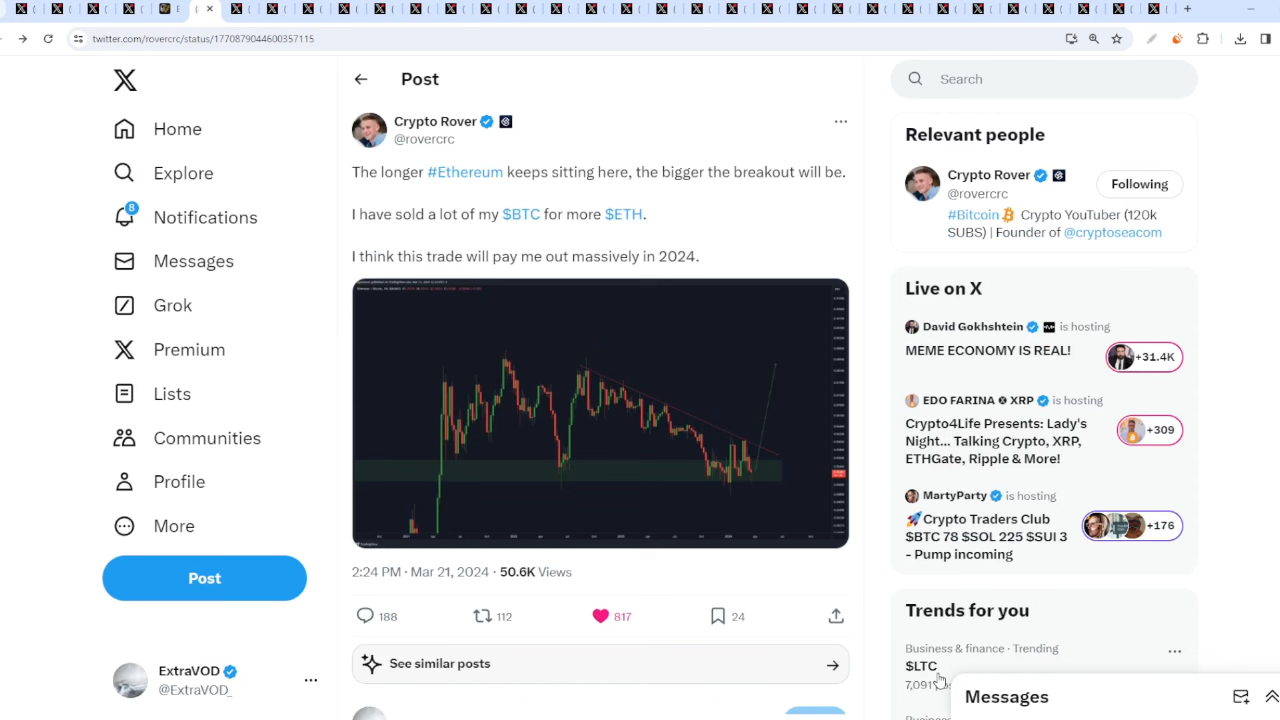 twitter.com/rovercrc/status/1770879044600357115
Home
Explore
8
Notifications
Messages
Grok
Premium
Lists
Communities
Profile
More
Post
ExtraVOD
@ExtraVOD_
Post
Crypto Rover
@rovercrc
The longer #Ethereum keeps sitting here, the bigger the breakout will be.
I have sold a lot of my $BTC for more $ETH.
I think this trade will pay me out massively in 2024.
2:24 PM · Mar 21, 2024 · 50.6K Views
188
112
817
24
See similar posts
Search
Relevant people
Crypto Rover
@rovercrc
Following
#Bitcoin Crypto YouTuber (120k
SUBS) | Founder of @cryptoseacom
Live on X
David Gokhshtein is hosting
MEME ECONOMY IS REAL!
+31.4K
EDO FARINA XRP is hosting
Crypto4Life Presents: Lady's
Night... Talking Crypto, XRP,
ETHGate, Ripple & More!
+309
MartyParty is hosting
🚀Crypto Traders Club
$BTC 78 $SOL 225 $SUI 3
- Pump incoming
+176
Trends for you
Business & finance · Trending
$LTC
7,091
Messages